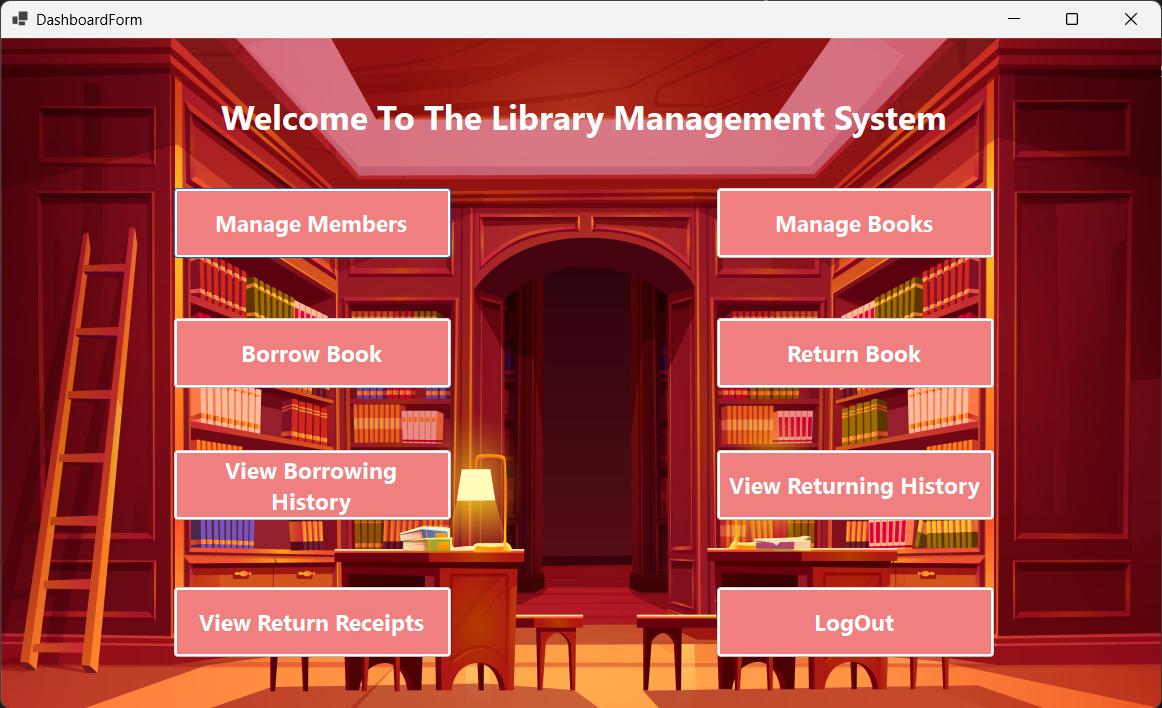 DashboardForm
Welcome To The Library Management System
Manage Members
Manage Books
Borrow Book
Return Book
View Borrowing
History
View Returning History
View Return Receipts
LogOut